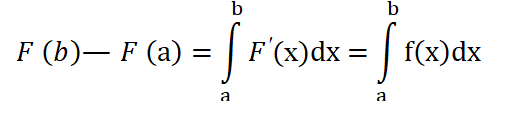 F (b)— F (a) = ∫ₐᵇ F′(x)dx = ∫ₐᵇ f(x)dx